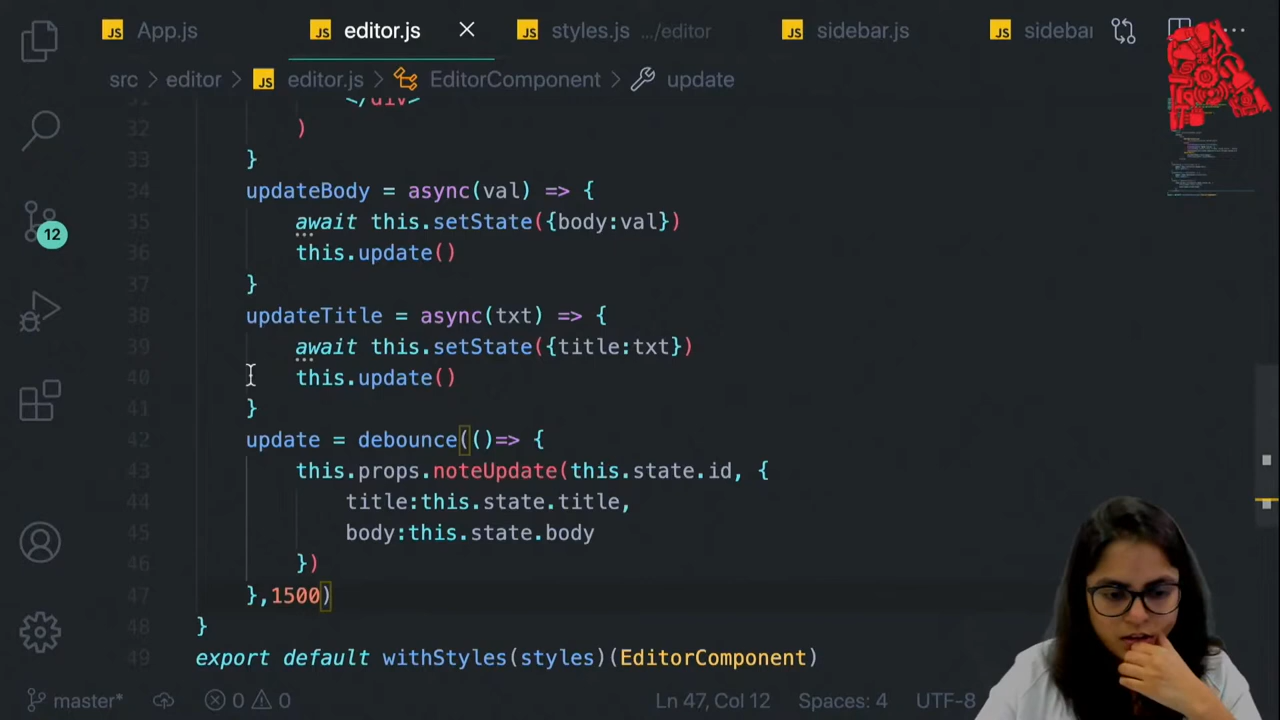 App.js
editor.js
styles.js .../editor
sidebar.js
sidebar
src > editor > editor.js > EditorComponent > update
</div>
32 )
33 }
34 updateBody = async(val) => {
35 await this.setState({body:val})
36 this.update()
37 }
38 updateTitle = async(txt) => {
39 await this.setState({title:txt})
40 this.update()
41 }
42 update = debounce(()=> {
43 this.props.noteUpdate(this.state.id, {
44 title:this.state.title,
45 body:this.state.body
46 })
47 },1500)
48 }
49 export default withStyles(styles)(EditorComponent)
12
master*
0 0
Ln 47, Col 12
Spaces: 4
UTF-8